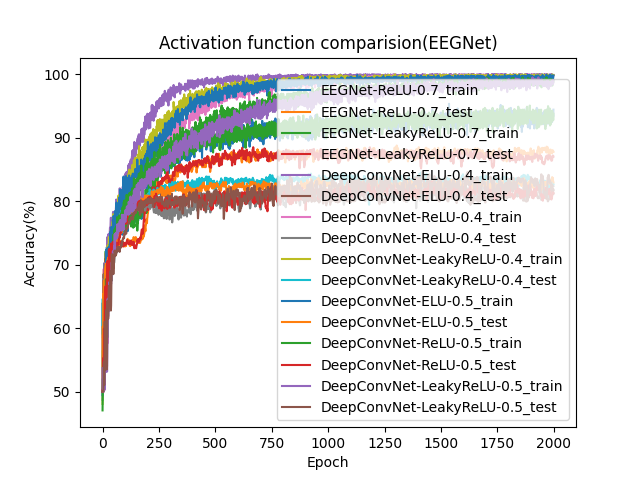 Activation function comparision(EEGNet)
100
90
80
70
60
50
Accuracy(%)
EEGNet-ReLU-0.7_train
EEGNet-ReLU-0.7_test
EEGNet-LeakyReLU-0.7_train
EEGNet-LeakyReLU-0.7_test
DeepConvNet-ELU-0.4_train
DeepConvNet-ELU-0.4_test
DeepConvNet-ReLU-0.4_train
DeepConvNet-ReLU-0.4_test
DeepConvNet-LeakyReLU-0.4_train
DeepConvNet-LeakyReLU-0.4_test
DeepConvNet-ELU-0.5_train
DeepConvNet-ELU-0.5_test
DeepConvNet-ReLU-0.5_train
DeepConvNet-ReLU-0.5_test
DeepConvNet-LeakyReLU-0.5_train
DeepConvNet-LeakyReLU-0.5_test
0 250 500 750 1000 1250 1500 1750 2000
Epoch